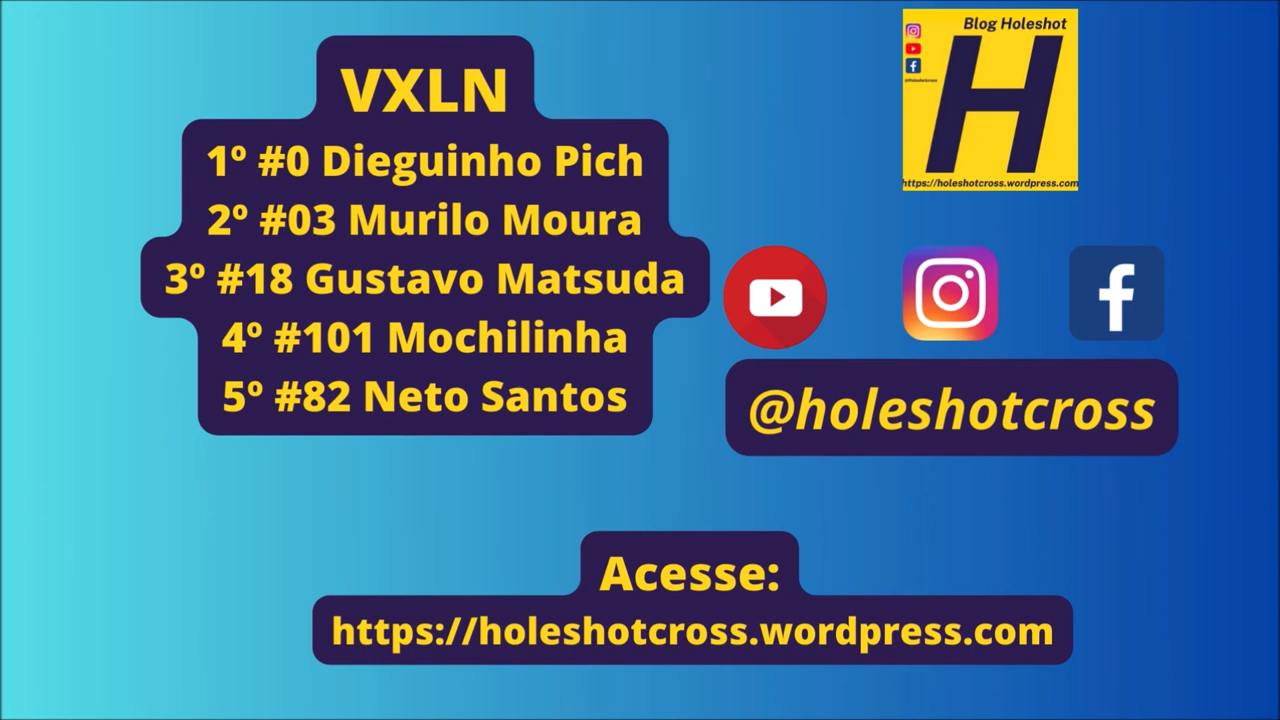 VXLN
1º #0 Dieguinho Pich
2º #03 Murilo Moura
3º #18 Gustavo Matsuda
4º #101 Mochilinha
5º #82 Neto Santos
Blog Holeshot
H
@holeshotcross
https://holeshotcross.wordpress.com
@holeshotcross
Acesse:
https://holeshotcross.wordpress.com